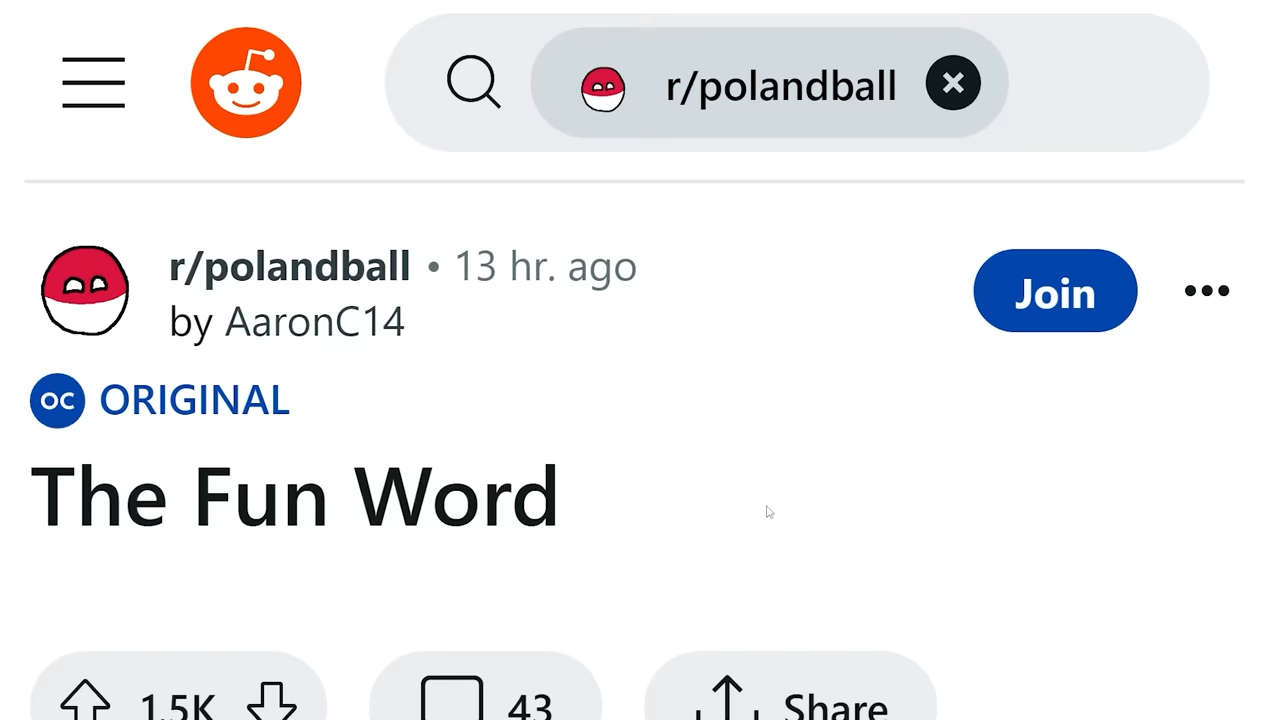 r/polandball
r/polandball • 13 hr. ago
by AaronC14
Join
OC ORIGINAL
The Fun Word
1.5K
43
Share